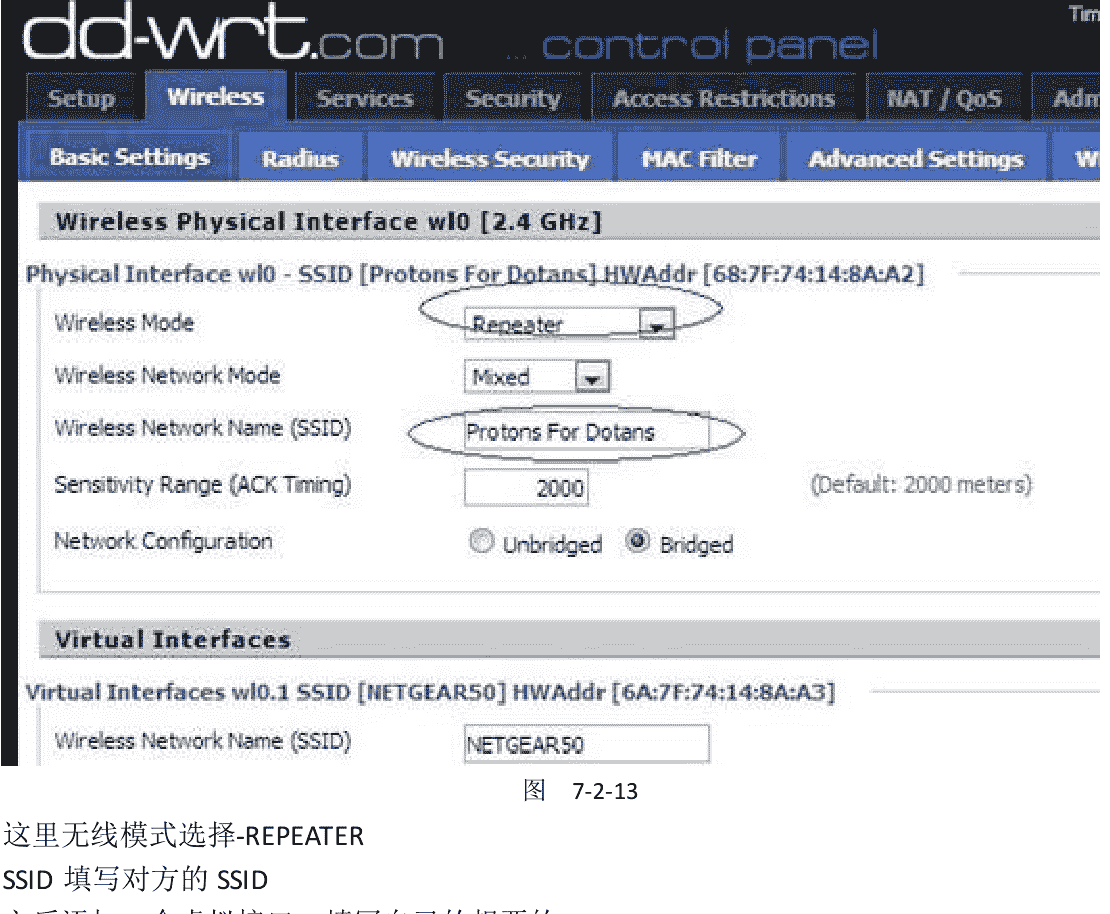 dd-wrt.com ... control panel
Tim
Setup Wireless Services Security Access Restrictions NAT / QoS Adm
Basic Settings Radius Wireless Security MAC Filter Advanced Settings W
Wireless Physical Interface wl0 [2.4 GHz]
Physical Interface wl0 - SSID [Protons For Dotans] HWAddr [68:7F:74:14:8A:A2]
Wireless Mode Repeater
Wireless Network Mode Mixed
Wireless Network Name (SSID) Protons For Dotans
Sensitivity Range (ACK Timing) 2000 (Default: 2000 meters)
Network Configuration Unbridged Bridged
Virtual Interfaces
Virtual Interfaces wl0.1 SSID [NETGEAR50] HWAddr [6A:7F:74:14:8A:A3]
Wireless Network Name (SSID) NETGEAR50
图 7-2-13
这里无线模式选择-REPEATER
SSID 填写对方的 SSID